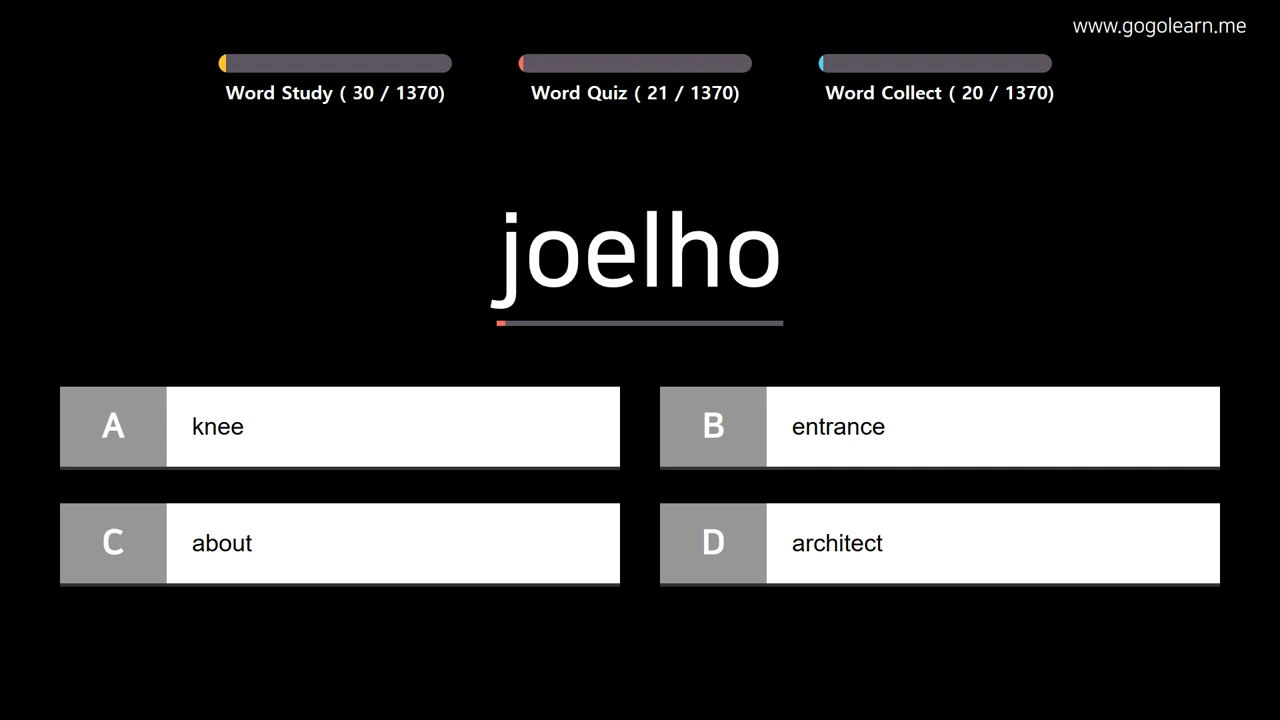 www.gogolearn.me
Word Study ( 30 / 1370)
Word Quiz ( 21 / 1370)
Word Collect ( 20 / 1370)
joelho
A knee
B entrance
C about
D architect